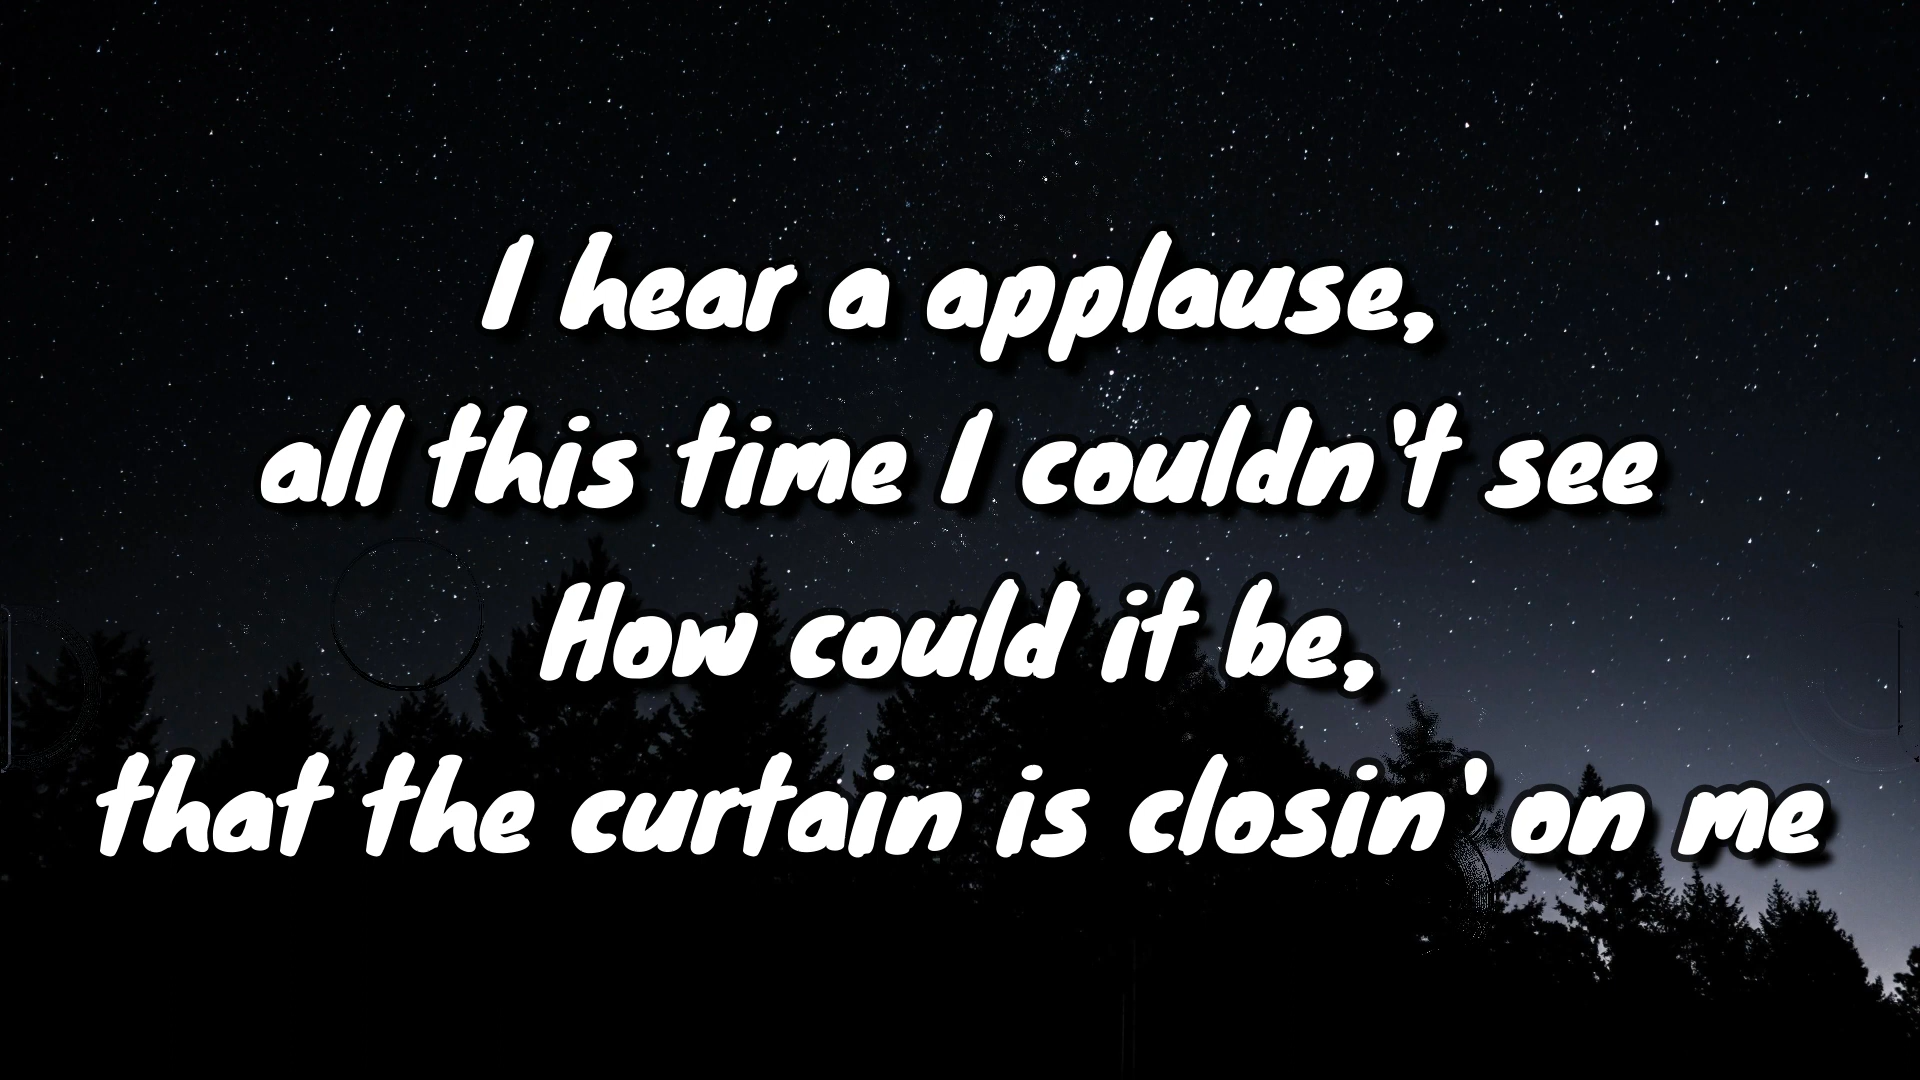 I hear a applause,
all this time I couldn't see
How could it be,
that the curtain is closin' on me